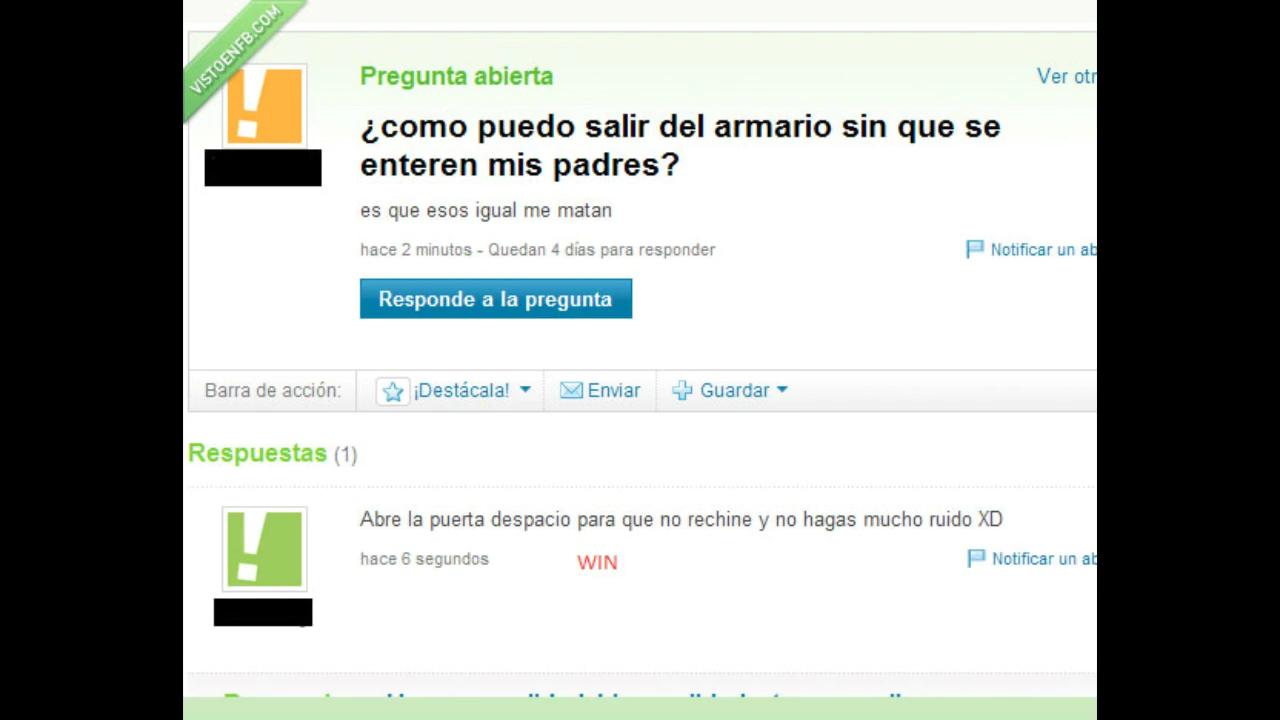 VISTOENFB.COM
Pregunta abierta
Ver otr
¿como puedo salir del armario sin que se
enteren mis padres?
es que esos igual me matan
hace 2 minutos - Quedan 4 días para responder
Notificar un ab
Responde a la pregunta
Barra de acción: ¡Destácala! Enviar Guardar
Respuestas (1)
Abre la puerta despacio para que no rechine y no hagas mucho ruido XD
hace 6 segundos
WIN
Notificar un ab